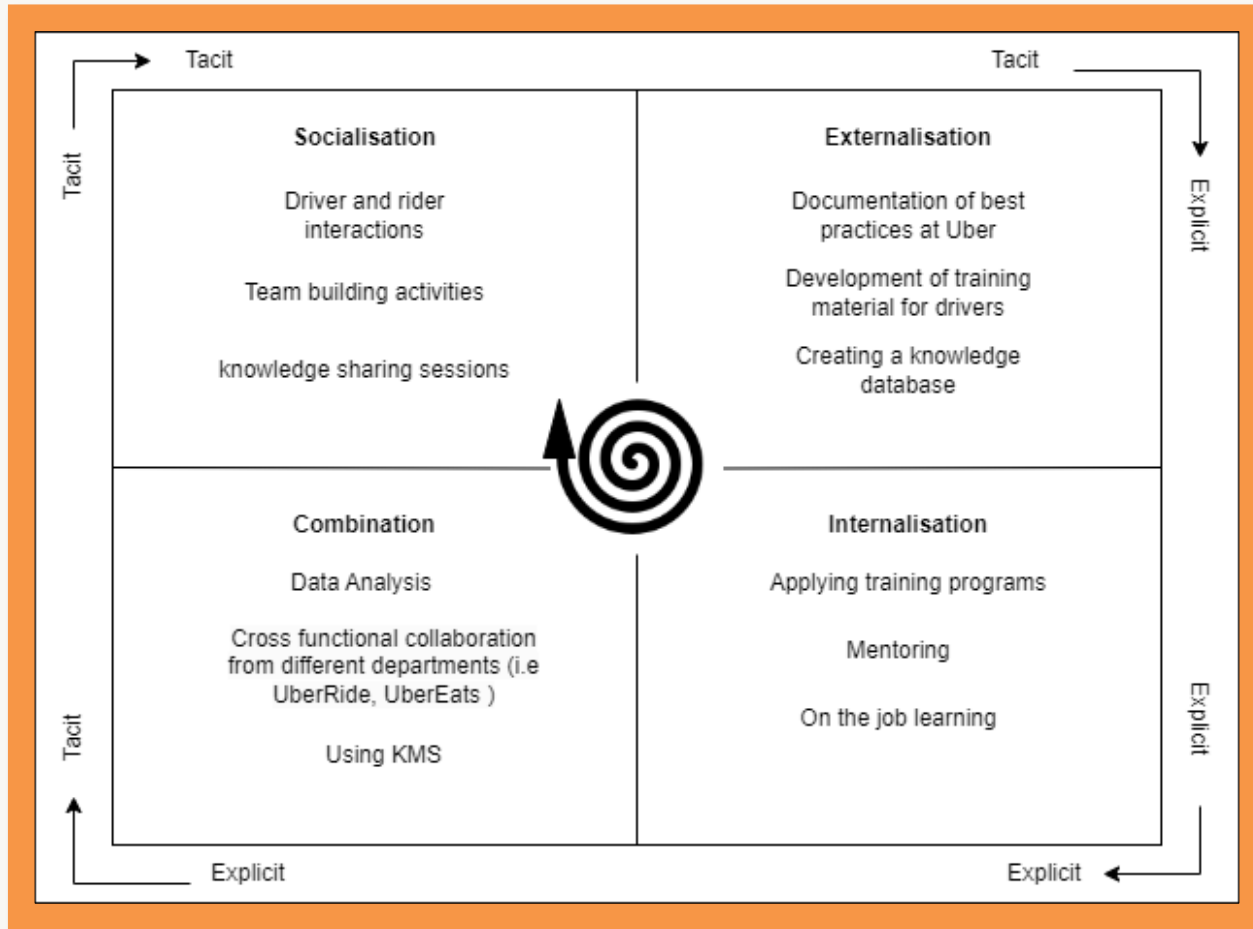 Tacit
Tacit
Tacit
Explicit
Socialisation
Driver and rider
interactions
Team building activities
knowledge sharing sessions
Externalisation
Documentation of best
practices at Uber
Development of training
material for drivers
Creating a knowledge
database
Combination
Data Analysis
Cross functional collaboration
from different departments (i.e
UberRide, UberEats )
Using KMS
Internalisation
Applying training programs
Mentoring
On the job learning
Tacit
Explicit
Explicit
Explicit